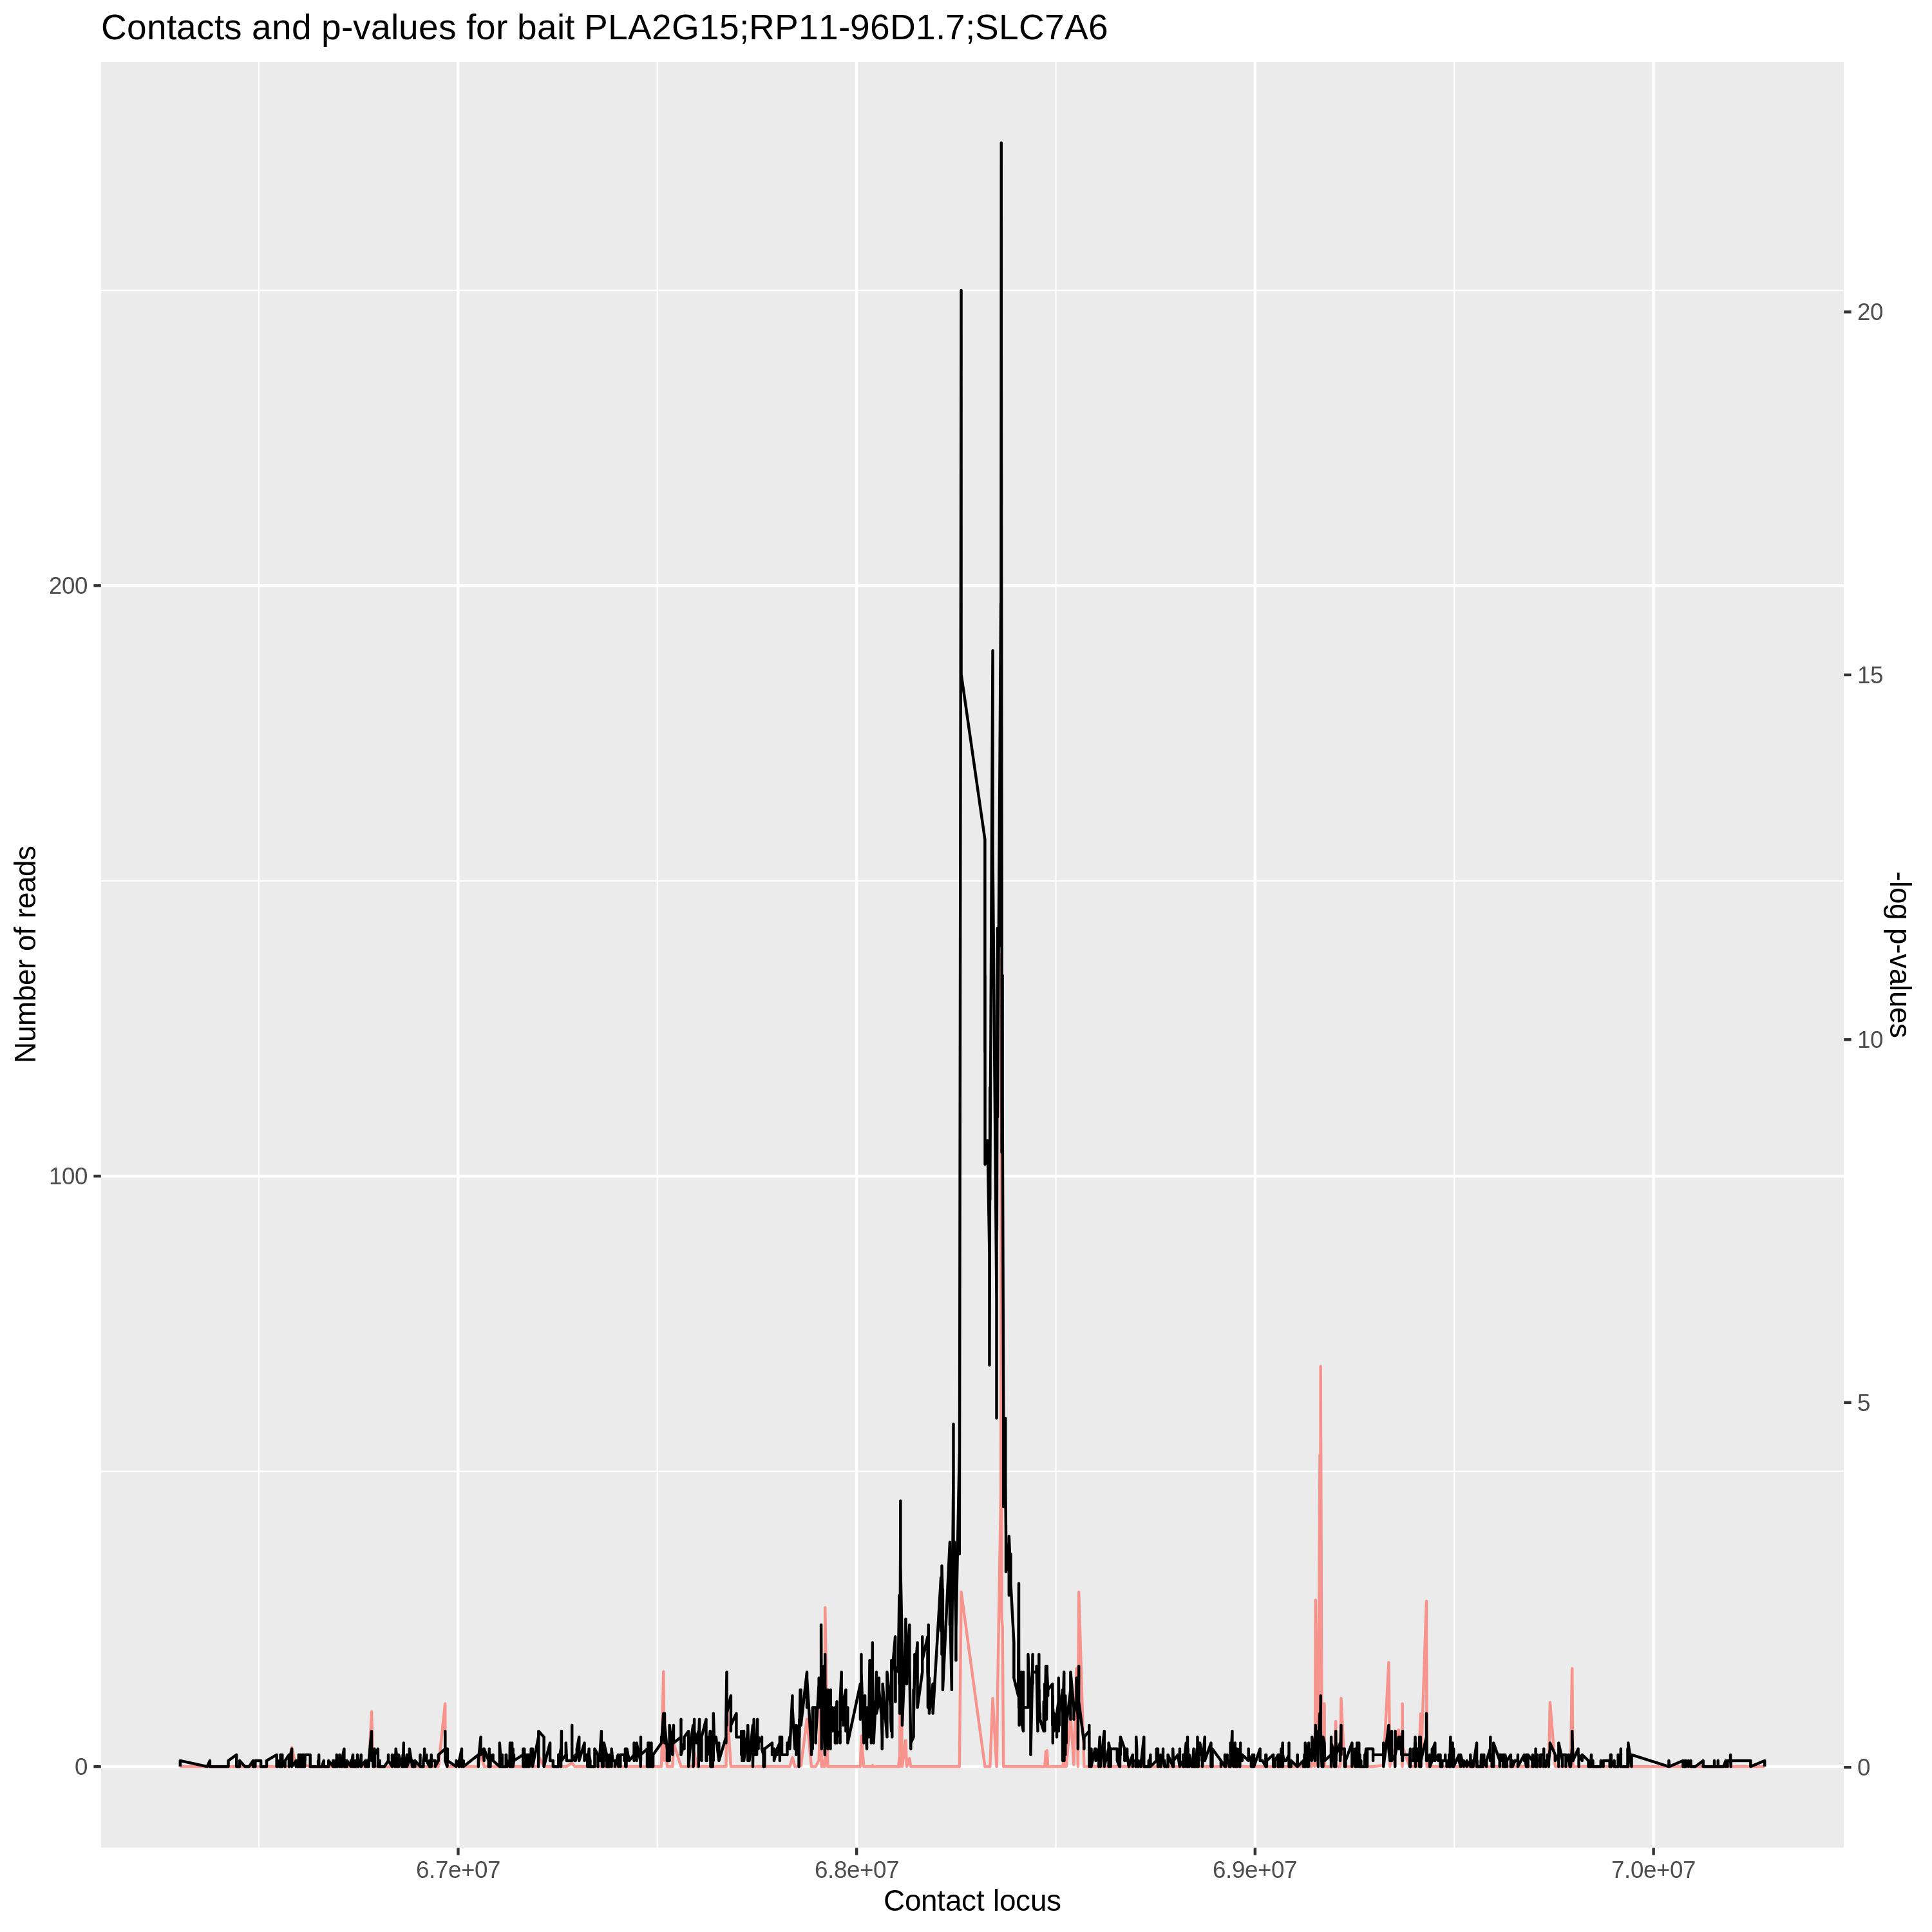 Contacts and p-values for bait PLA2G15;RP11-96D1.7;SLC7A6
Number of reads
200
100
0
20
15
10
5
0
-log p-values
6.7e+07
6.8e+07
6.9e+07
7.0e+07
Contact locus